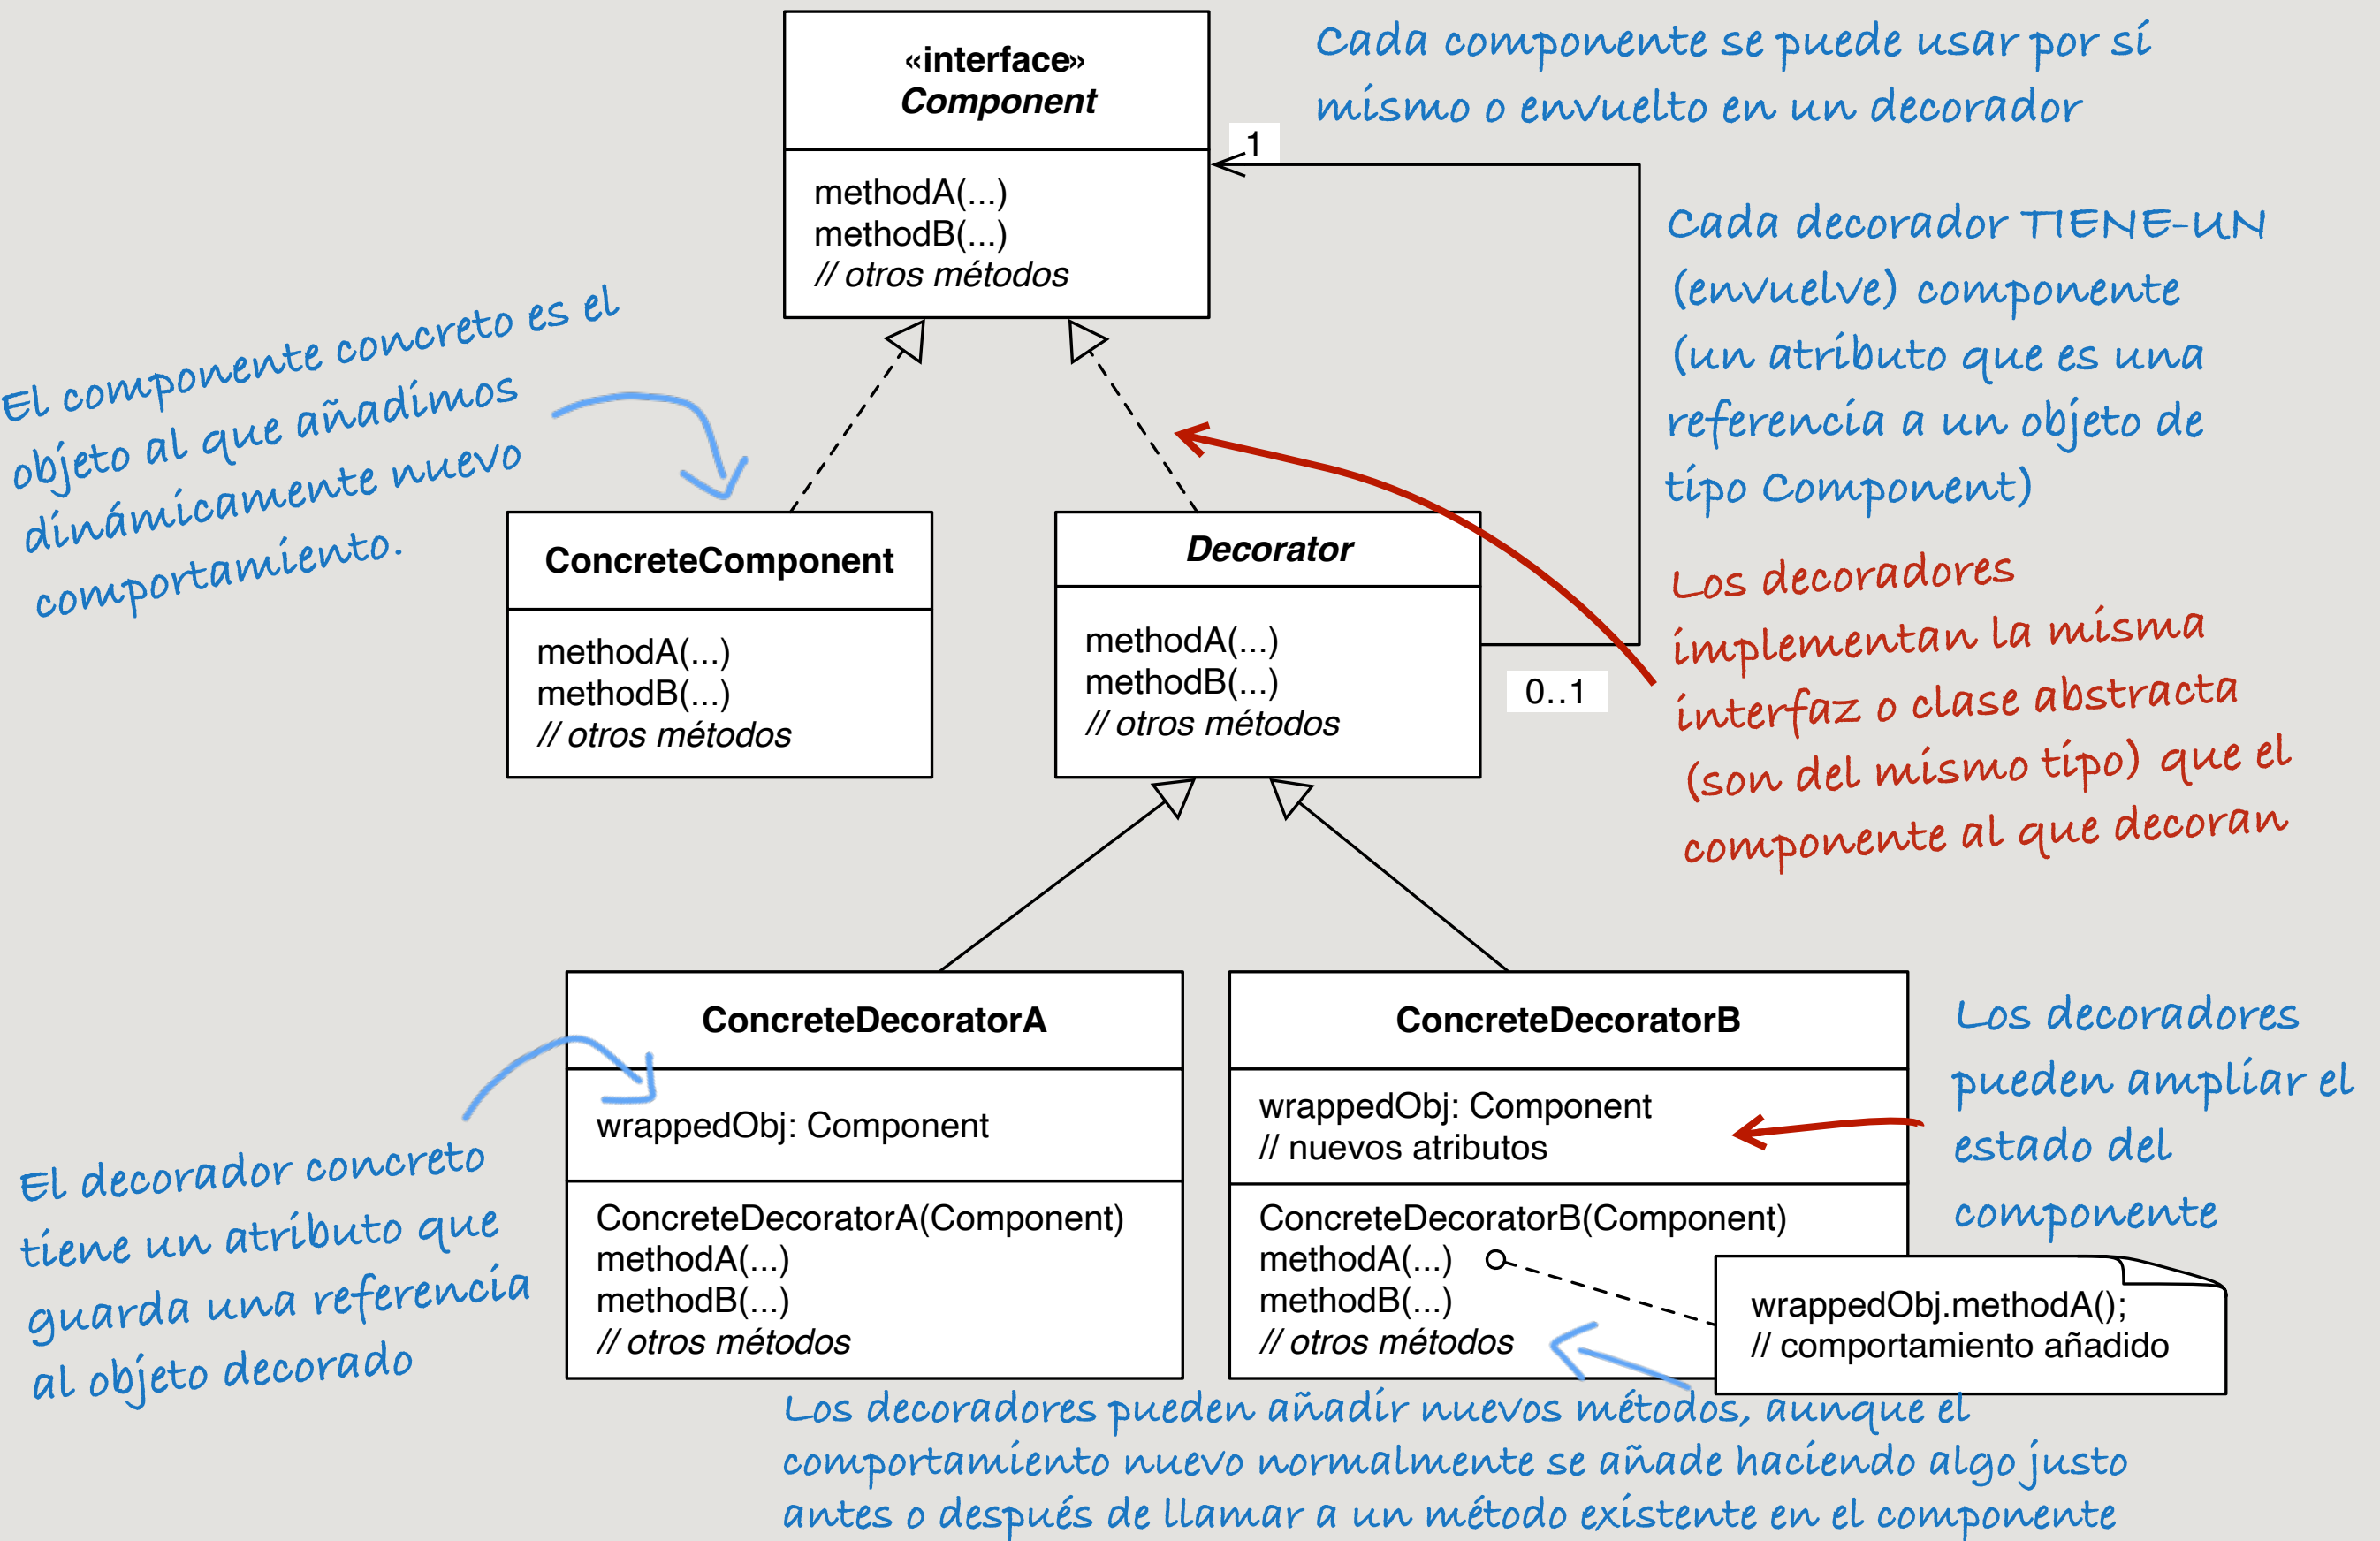 «interface»
Component
methodA(...)
methodB(...)
// otros métodos
Cada componente se puede usar por sí
mismo o envuelto en un decorador
1
Cada decorador TIENE-UN
(envuelve) componente
(un atributo que es una
referencia a un objeto de
tipo Component)
El componente concreto es el
objeto al que añadimos
dinámicamente nuevo
comportamiento.
ConcreteComponent
methodA(...)
methodB(...)
// otros métodos
Decorator
methodA(...)
methodB(...)
// otros métodos
0..1
Los decoradores
implementan la misma
interfaz o clase abstracta
(son del mismo tipo) que el
componente al que decoran
ConcreteDecoratorA
wrappedObj: Component
ConcreteDecoratorA(Component)
methodA(...)
methodB(...)
// otros métodos
El decorador concreto
tiene un atributo que
guarda una referencia
al objeto decorado
ConcreteDecoratorB
wrappedObj: Component
// nuevos atributos
ConcreteDecoratorB(Component)
methodA(...)
methodB(...)
// otros métodos
Los decoradores
pueden ampliar el
estado del
componente
wrappedObj.methodA();
// comportamiento añadido
Los decoradores pueden añadir nuevos métodos, aunque el
comportamiento nuevo normalmente se añade haciendo algo justo
antes o después de llamar a un método existente en el componente